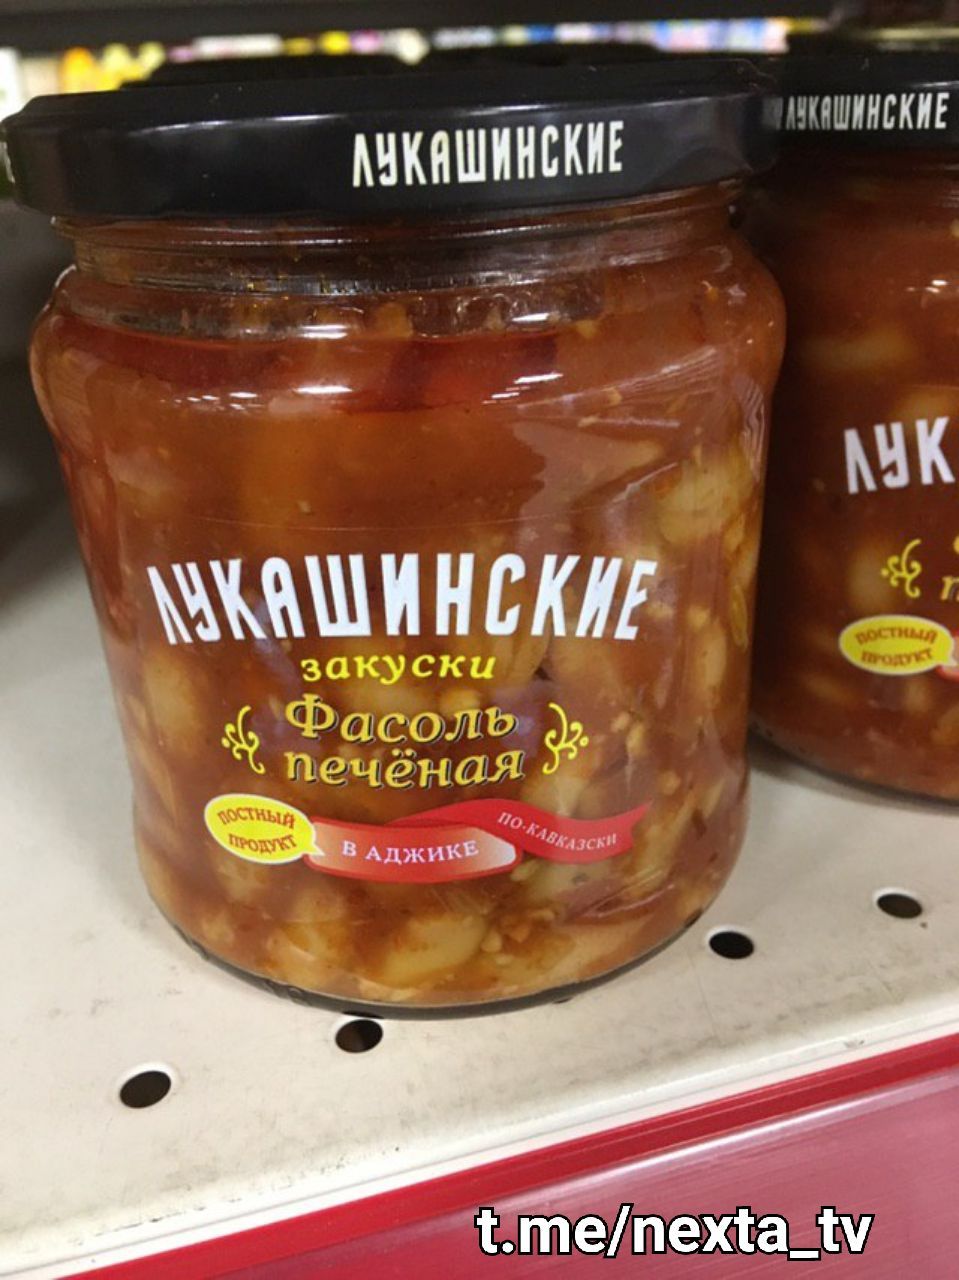 ЛУКАШИНСКИЕ
ЛУКАШИНСКИЕ
ЛУКАШИНСКИЕ
закуски
Фасоль
печёная
ПОСТНЫЙ
ПРОДУКТ
В АДЖИКЕ
ПО-КАВКАЗСКИ
ЛУК
п
ПОСТНЫЙ
ПРОДУКТ
t.me/nexta_tv